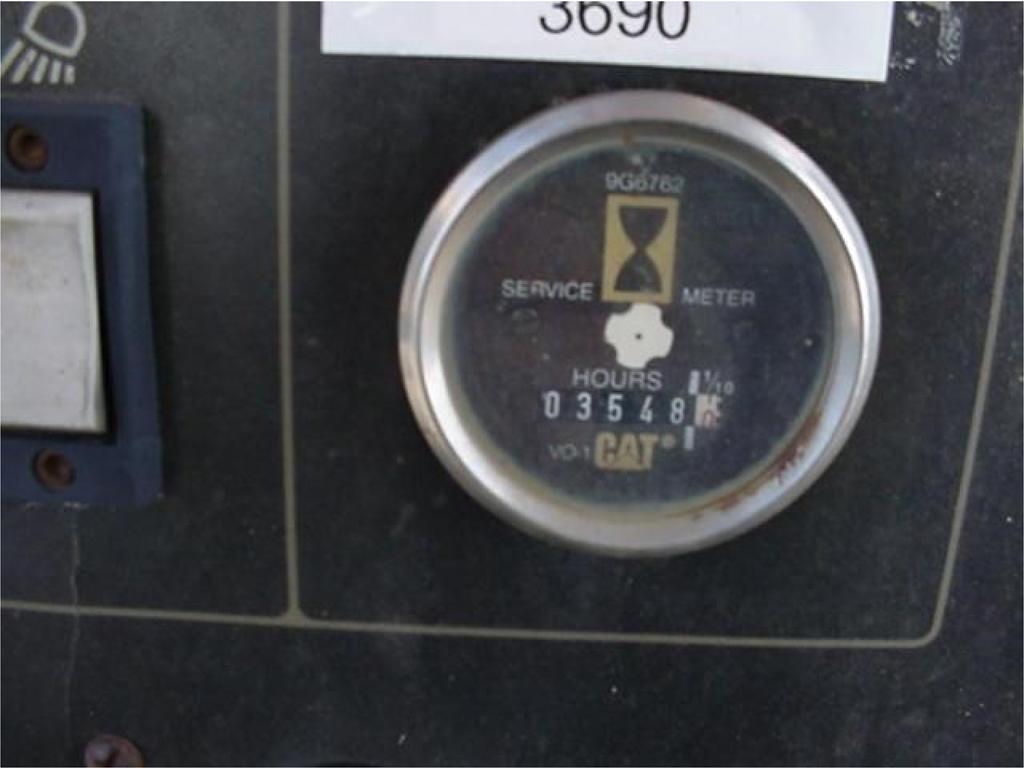 3690
9G6762
SERVICE METER
HOURS 1/10
03548
VO-1 CAT